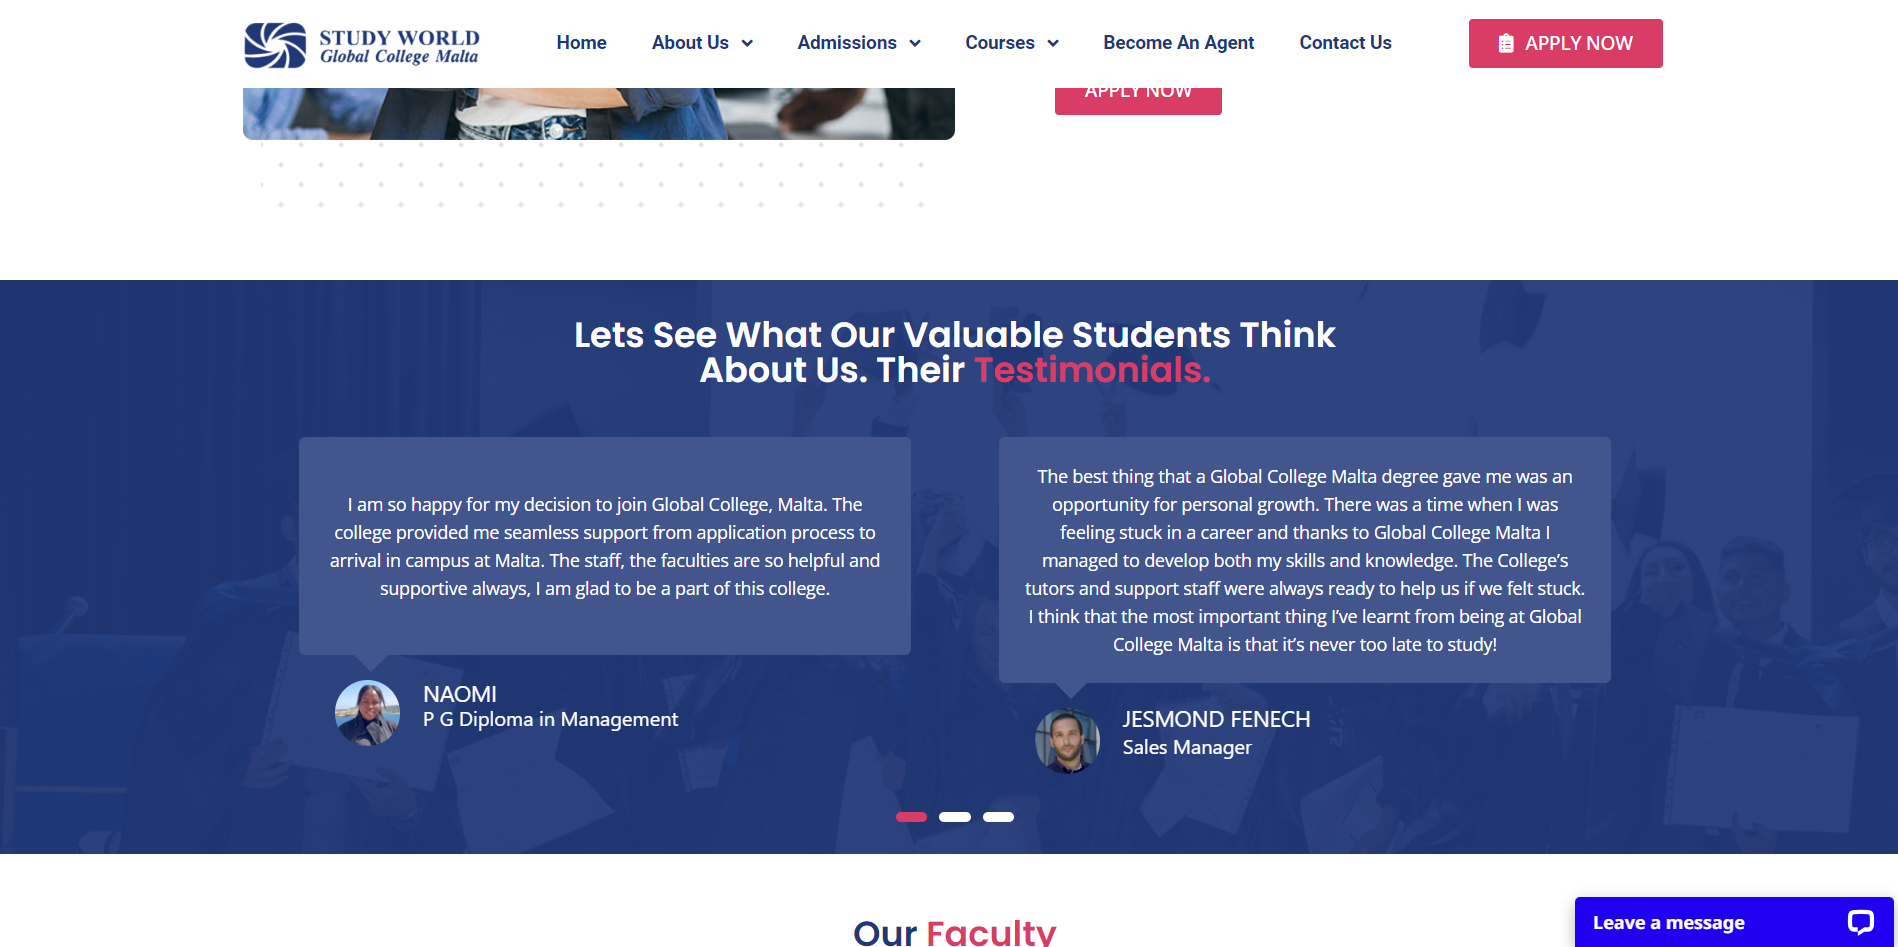 STUDY WORLD
Global College Malta
Home
About Us
Admissions
Courses
Become An Agent
Contact Us
APPLY NOW
APPLY NOW
Lets See What Our Valuable Students Think
About Us. Their Testimonials.
I am so happy for my decision to join Global College, Malta. The
college provided me seamless support from application process to
arrival in campus at Malta. The staff, the faculties are so helpful and
supportive always, I am glad to be a part of this college.
NAOMI
P G Diploma in Management
The best thing that a Global College Malta degree gave me was an
opportunity for personal growth. There was a time when I was
feeling stuck in a career and thanks to Global College Malta I
managed to develop both my skills and knowledge. The College’s
tutors and support staff were always ready to help us if we felt stuck.
I think that the most important thing I’ve learnt from being at Global
College Malta is that it’s never too late to study!
JESMOND FENECH
Sales Manager
Our Faculty
Leave a message